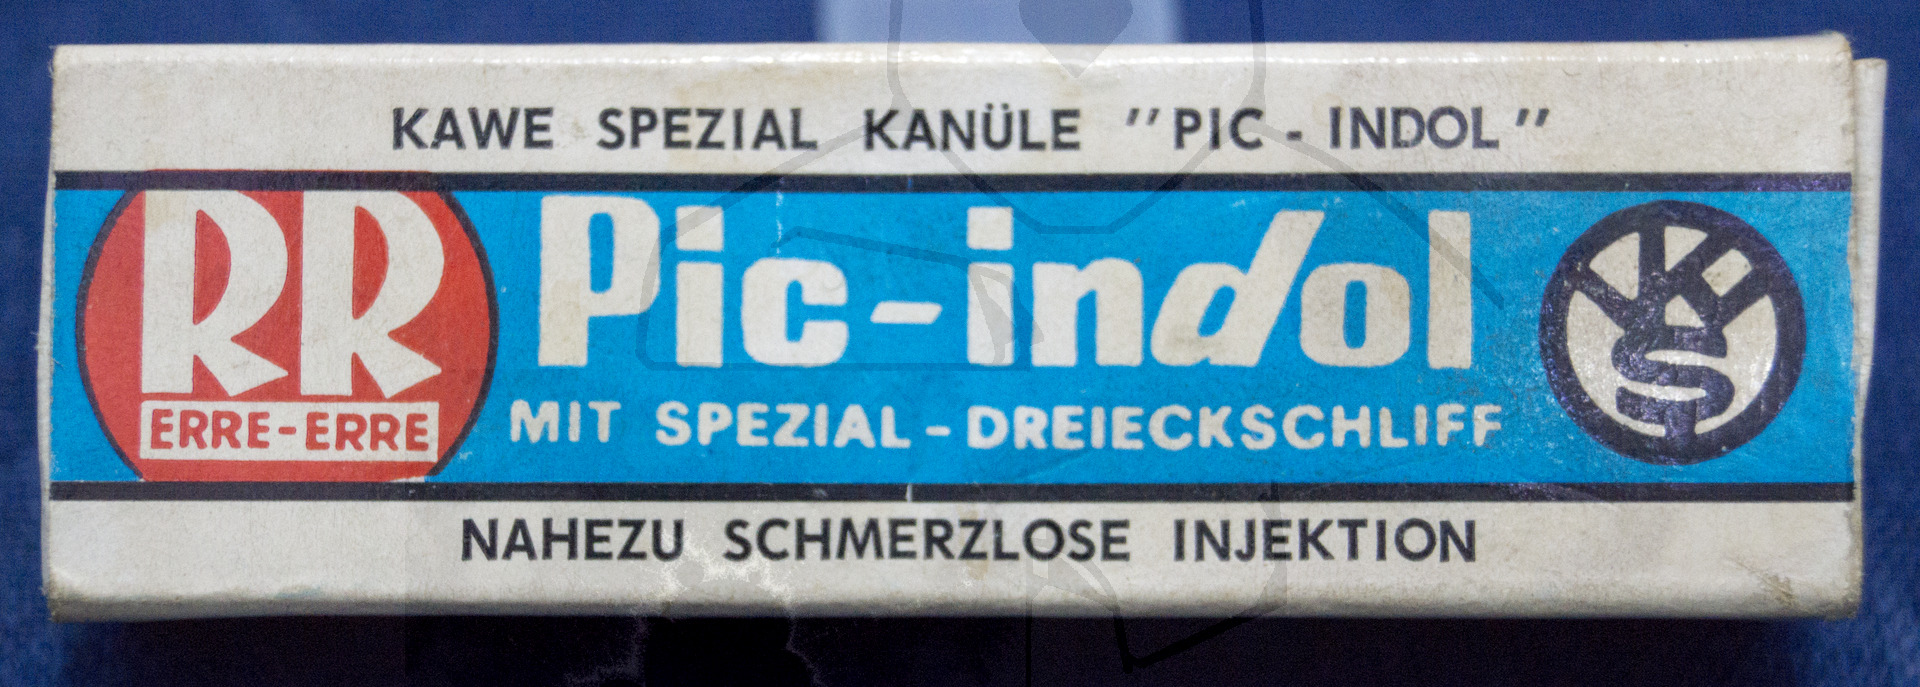 KAWE SPEZIAL KANÜLE "PIC - INDOL"
RR
ERRE-ERRE
Pic-indol
MIT SPEZIAL-DREIECKSCHLIFF
NAHEZU SCHMERZLOSE INJEKTION